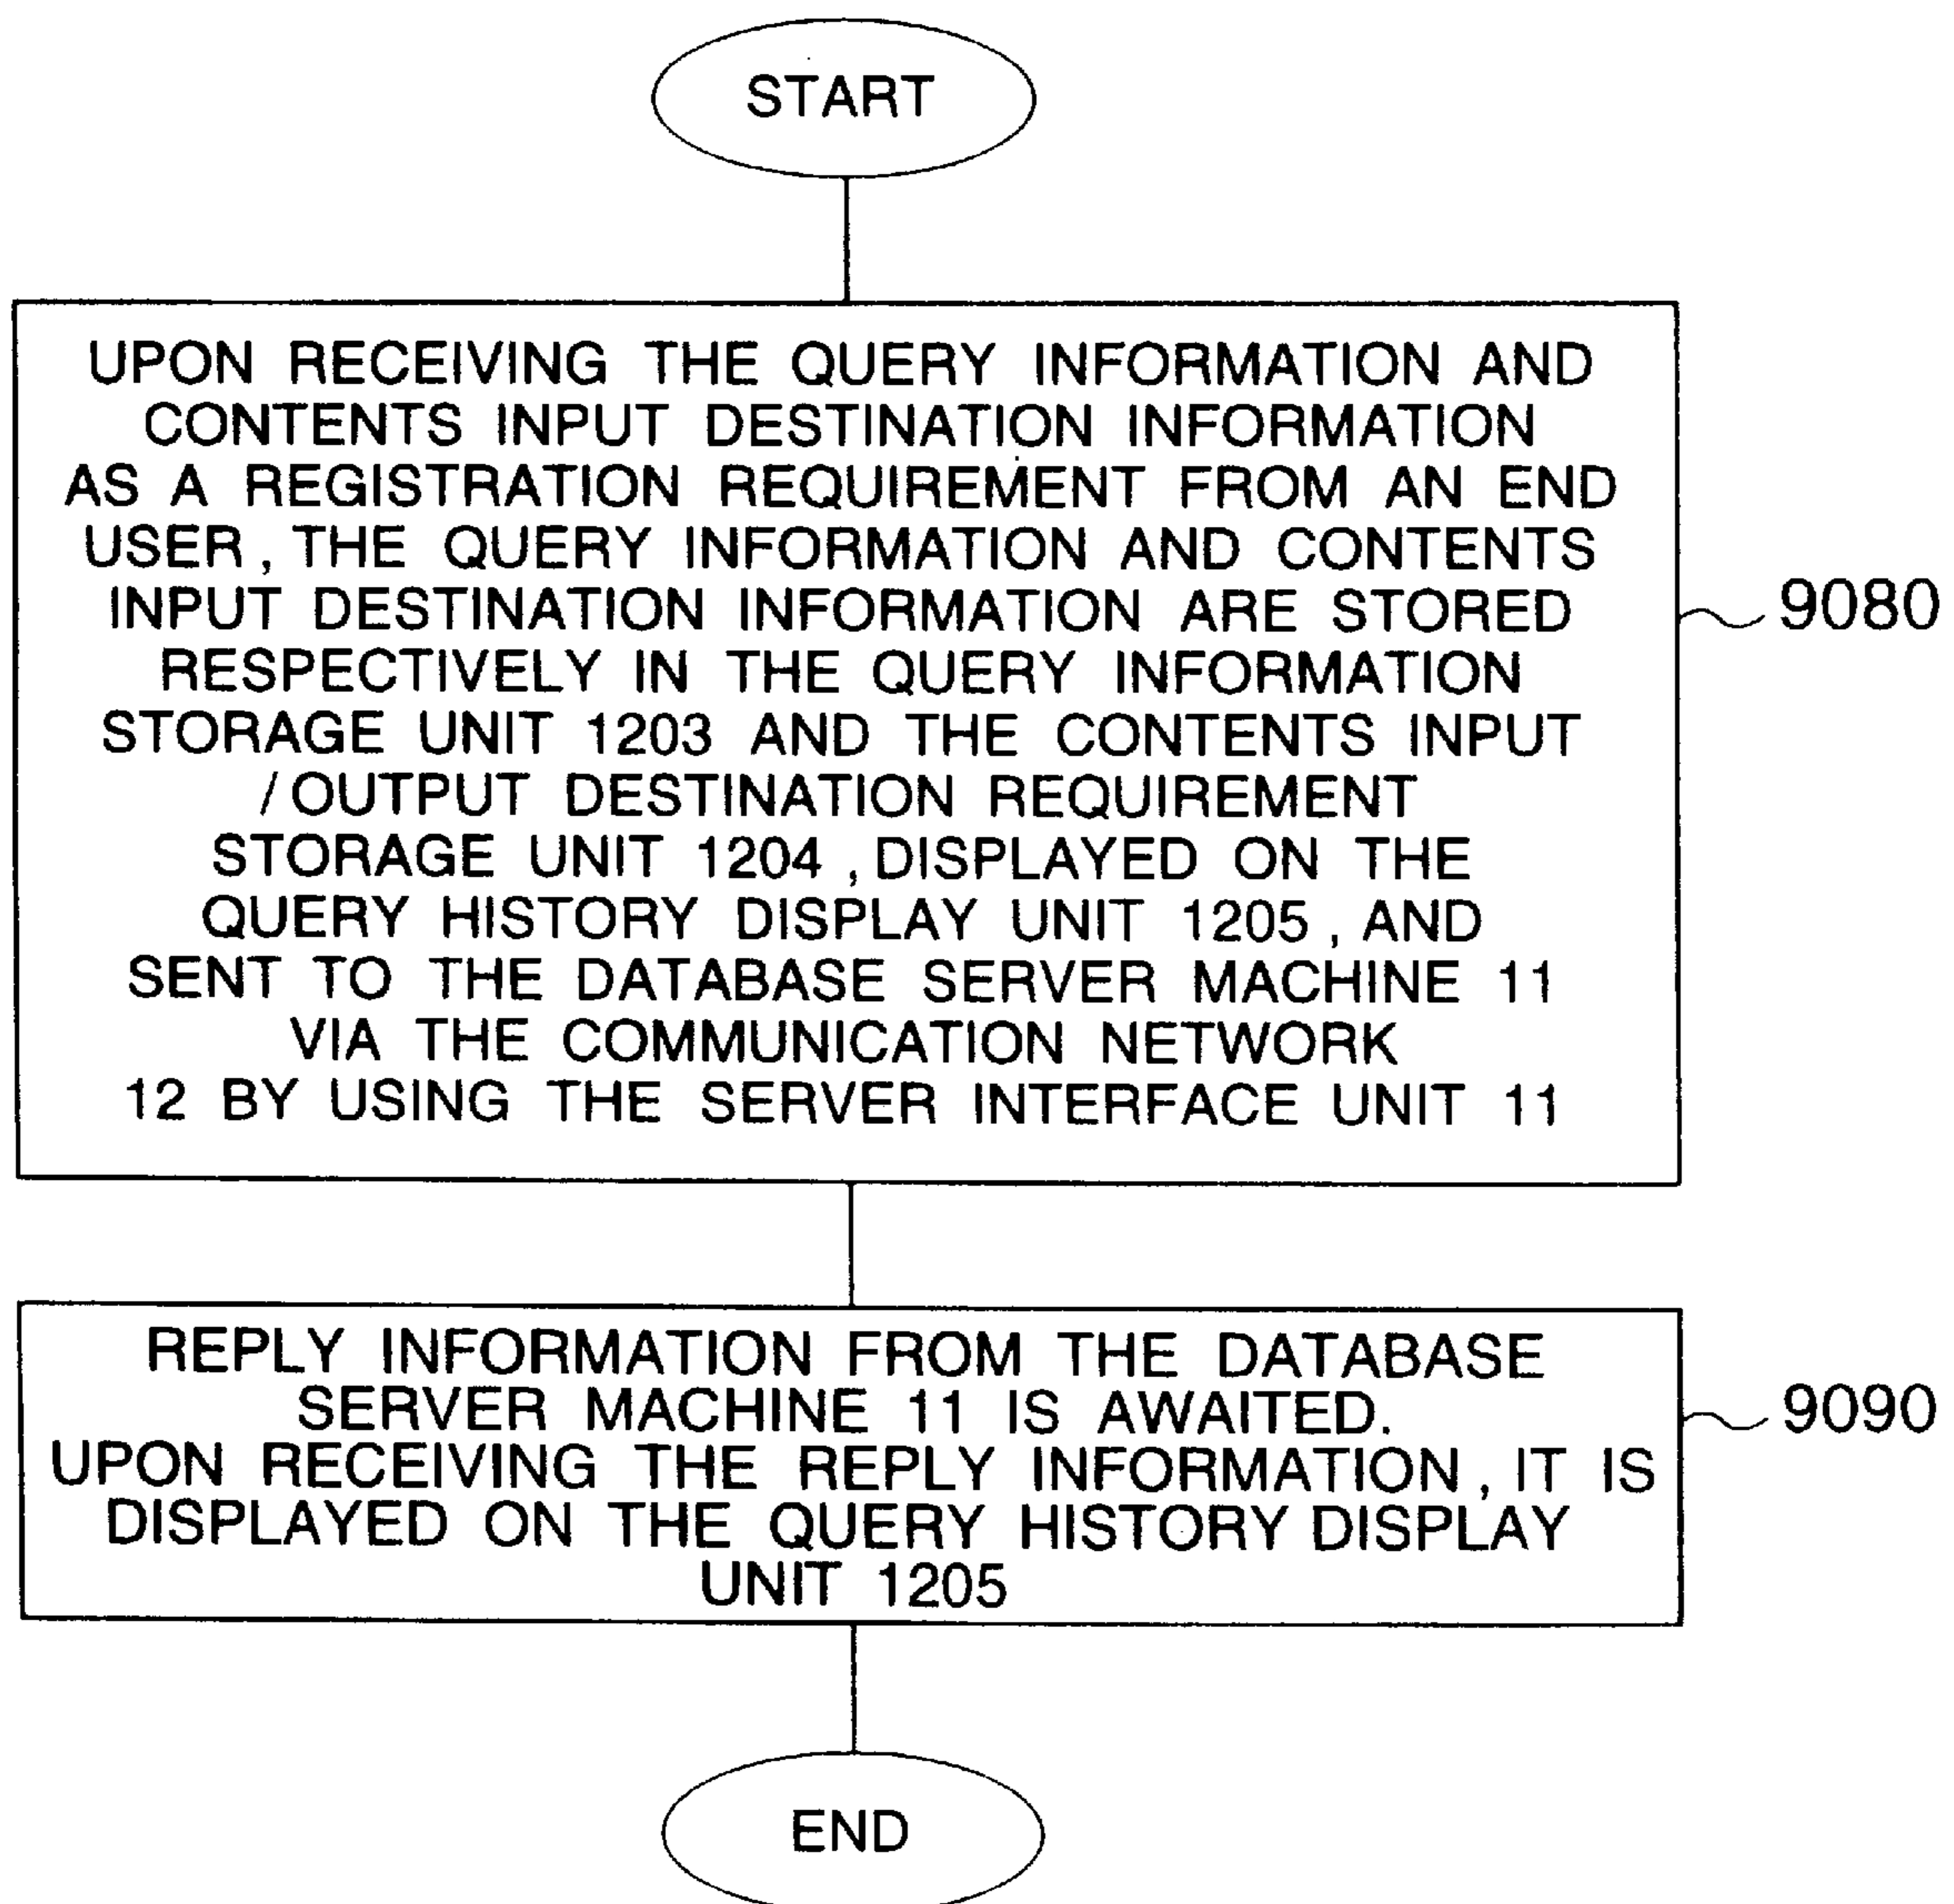 START
UPON RECEIVING THE QUERY INFORMATION AND
CONTENTS INPUT DESTINATION INFORMATION
AS A REGISTRATION REQUIREMENT FROM AN END
USER, THE QUERY INFORMATION AND CONTENTS
INPUT DESTINATION INFORMATION ARE STORED
RESPECTIVELY IN THE QUERY INFORMATION
STORAGE UNIT 1203 AND THE CONTENTS INPUT
/OUTPUT DESTINATION REQUIREMENT
STORAGE UNIT 1204, DISPLAYED ON THE
QUERY HISTORY DISPLAY UNIT 1205, AND
SENT TO THE DATABASE SERVER MACHINE 11
VIA THE COMMUNICATION NETWORK
12 BY USING THE SERVER INTERFACE UNIT 11
9080
REPLY INFORMATION FROM THE DATABASE
SERVER MACHINE 11 IS AWAITED.
UPON RECEIVING THE REPLY INFORMATION, IT IS
DISPLAYED ON THE QUERY HISTORY DISPLAY
UNIT 1205
9090
END